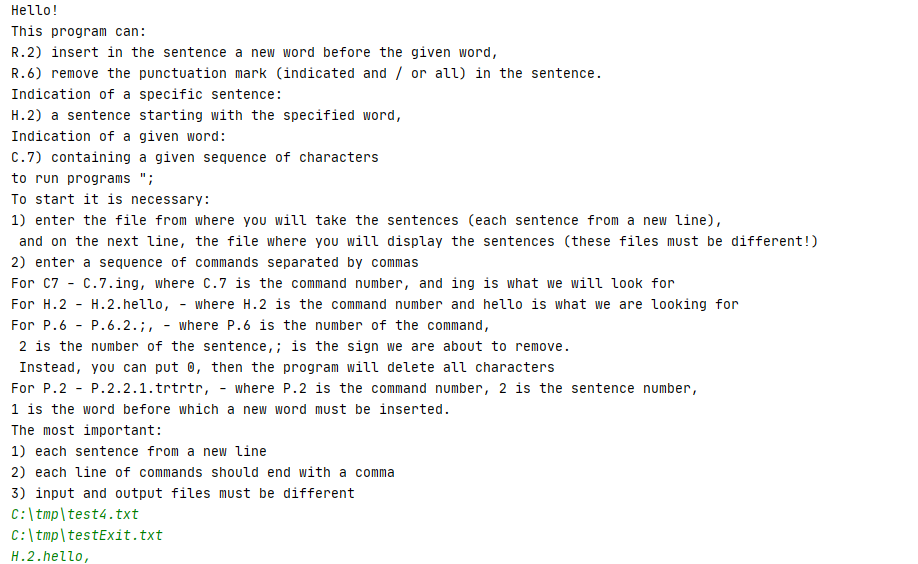 Hello!
This program can:
R.2) insert in the sentence a new word before the given word,
R.6) remove the punctuation mark (indicated and / or all) in the sentence.
Indication of a specific sentence:
H.2) a sentence starting with the specified word,
Indication of a given word:
C.7) containing a given sequence of characters
to run programs ";
To start it is necessary:
1) enter the file from where you will take the sentences (each sentence from a new line),
 and on the next line, the file where you will display the sentences (these files must be different!)
2) enter a sequence of commands separated by commas
For C7 - C.7.ing, where C.7 is the command number, and ing is what we will look for
For H.2 - H.2.hello, - where H.2 is the command number and hello is what we are looking for
For P.6 - P.6.2.;, - where P.6 is the number of the command,
 2 is the number of the sentence,; is the sign we are about to remove.
 Instead, you can put 0, then the program will delete all characters
For P.2 - P.2.2.1.trtrtr, - where P.2 is the command number, 2 is the sentence number,
1 is the word before which a new word must be inserted.
The most important:
1) each sentence from a new line
2) each line of commands should end with a comma
3) input and output files must be different
C:\tmp\test4.txt
C:\tmp\testExit.txt
H.2.hello,